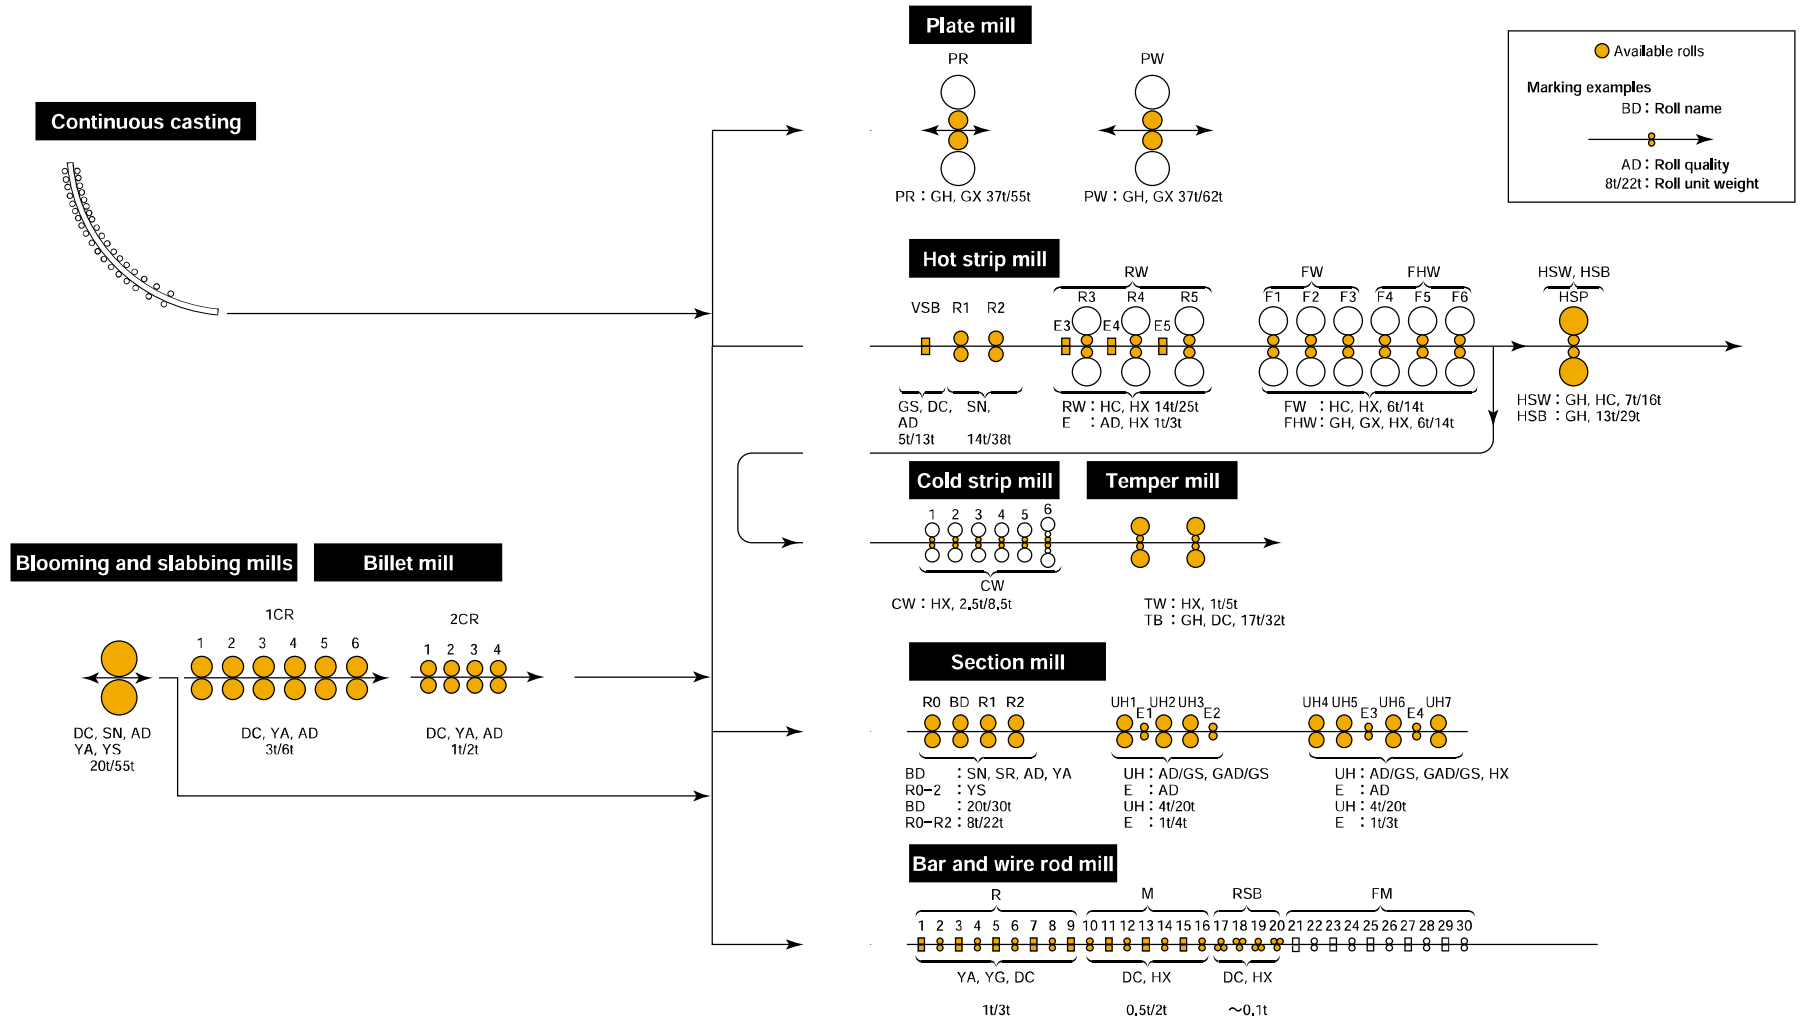 Plate mill
PR
PW
PR : GH, GX 37t/55t
PW : GH, GX 37t/62t
Available rolls
Marking examples
BD : Roll name
AD : Roll quality
8t/22t : Roll unit weight
Continuous casting
Hot strip mill
RW
FW
FHW
HSW, HSB
VSB R1 R2
R3 R4 R5
F1 F2 F3 F4 F5 F6
HSP
E3 E4 E5
GS, DC, SN,
AD
5t/13t 14t/38t
RW : HC, HX 14t/25t
E : AD, HX 1t/3t
FW : HC, HX, 6t/14t
FHW : GH, GX, HX, 6t/14t
HSW : GH, HC, 7t/16t
HSB : GH, 13t/29t
Cold strip mill
Temper mill
1 2 3 4 5 6
CW
CW : HX, 2.5t/8.5t
TW : HX, 1t/5t
TB : GH, DC, 17t/32t
Blooming and slabbing mills
Billet mill
1CR
2CR
1 2 3 4 5 6
1 2 3 4
DC, SN, AD
YA, YS
20t/55t
DC, YA, AD
3t/6t
DC, YA, AD
1t/2t
Section mill
R0 BD R1 R2
UH1 E1 UH2 UH3 E2
UH4 UH5 E3 UH6 E4 UH7
BD : SN, SR, AD, YA
R0-2 : YS
BD : 20t/30t
R0-R2 : 8t/22t
UH : AD/GS, GAD/GS
E : AD
UH : 4t/20t
E : 1t/4t
UH : AD/GS, GAD/GS, HX
E : AD
UH : 4t/20t
E : 1t/3t
Bar and wire rod mill
R M RSB FM
1 2 3 4 5 6 7 8 9 10 11 12 13 14 15 16 17 18 19 20 21 22 23 24 25 26 27 28 29 30
YA, YG, DC
DC, HX
DC, HX
1t/3t
0.5t/2t
~0.1t